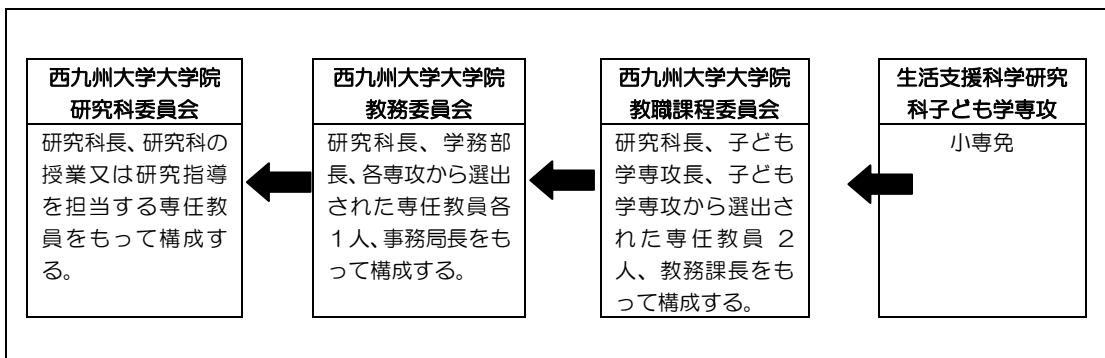 西九州大学大学院
研究科委員会
研究科長、研究科の
授業又は研究指導
を担当する専任教
員をもって構成す
る。
西九州大学大学院
教務委員会
研究科長、学務部
長、各専攻から選出
された専任教員各
1人、事務局長をも
って構成する。
西九州大学大学院
教職課程委員会
研究科長、子ども
学専攻長、子ども
学専攻から選出さ
れた専任教員 2
人、教務課長をも
って構成する。
生活支援科学研究
科子ども学専攻
小専免